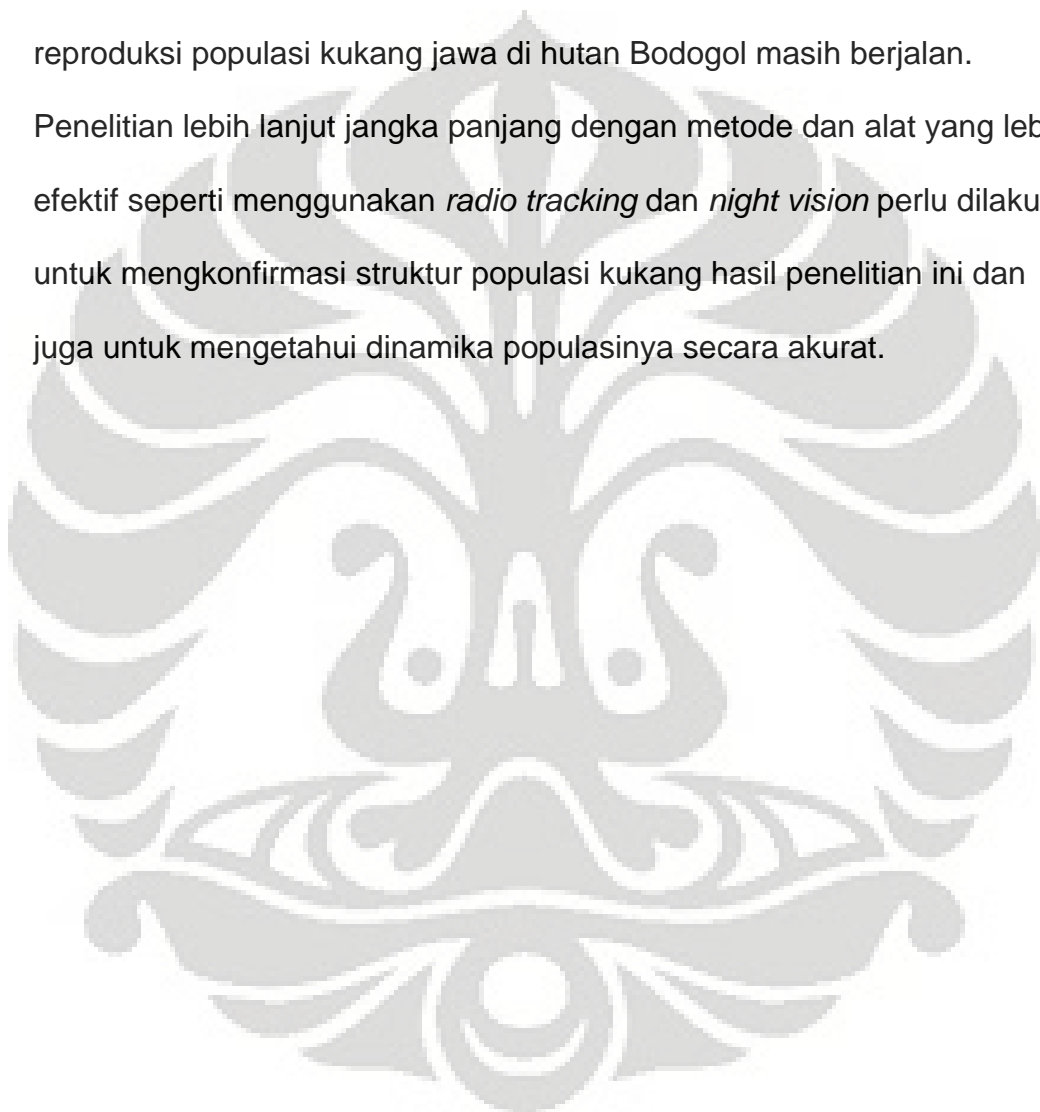 reproduksi populasi kukang jawa di hutan Bodogol masih berjalan.
Penelitian lebih lanjut jangka panjang dengan metode dan alat yang
efektif seperti menggunakan radio tracking dan night vision perlu
untuk mengkonfirmasi struktur populasi kukang hasil penelitian ini dan
juga untuk mengetahui dinamika populasinya secara akurat.